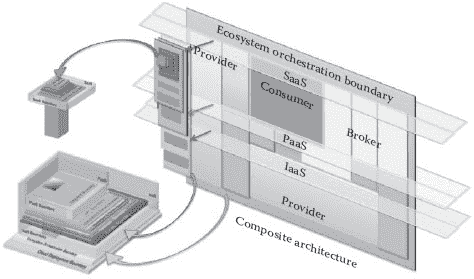 Ecosystem orchestration boundary
Provider
SaaS
Consumer
Broker
PaaS
IaaS
Provider
Composite architecture